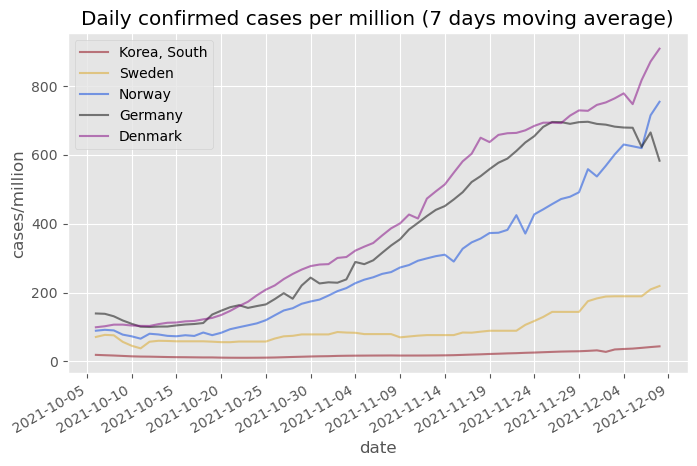 Daily confirmed cases per million (7 days moving average)
Korea, South
Sweden
Norway
Germany
Denmark
800
600
400
200
0
cases/million
2021-10-05
2021-10-10
2021-10-15
2021-10-20
2021-10-25
2021-10-30
2021-11-04
2021-11-09
2021-11-14
2021-11-19
2021-11-24
2021-11-29
2021-12-04
2021-12-09
date